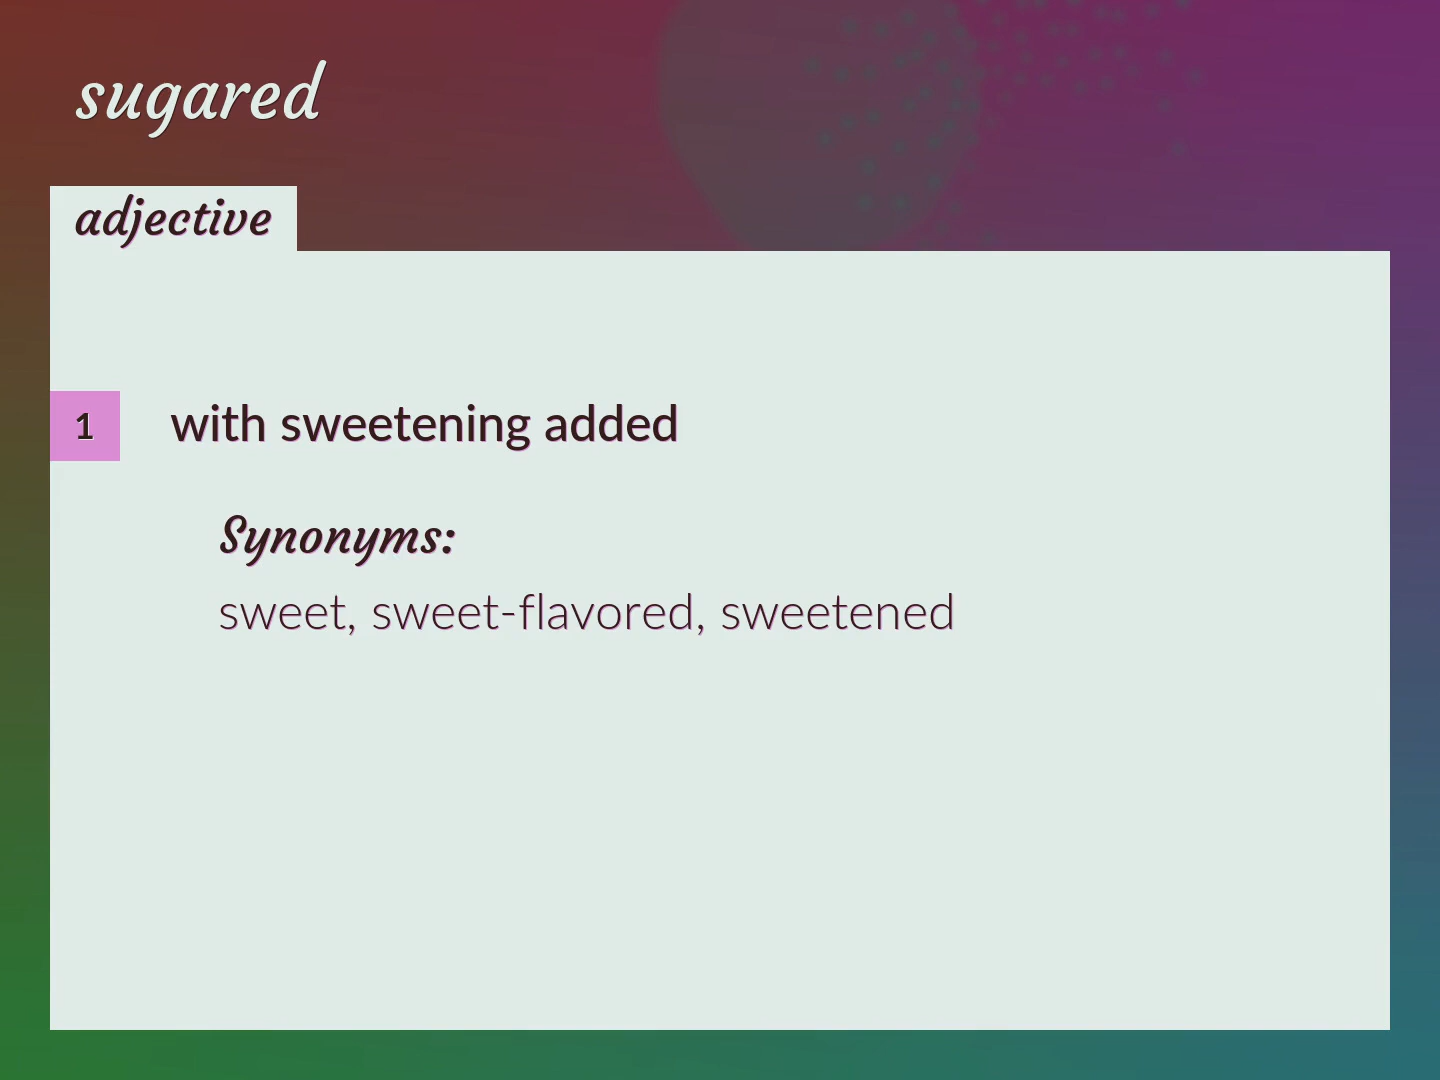 sugared
adjective
1
with sweetening added
Synonyms:
sweet, sweet-flavored, sweetened